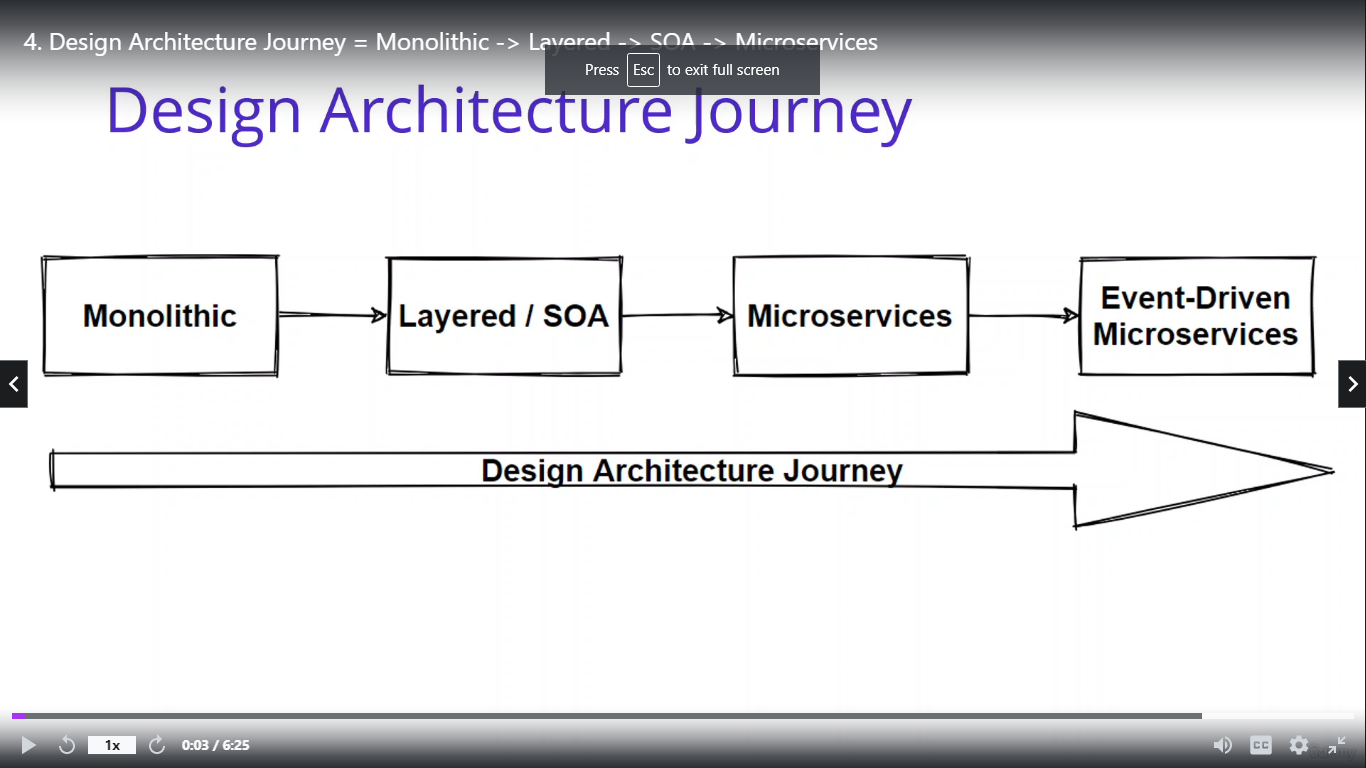 4. Design Architecture Journey = Monolithic -> Layered -> SOA -> Microservices
Press Esc to exit full screen
Design Architecture Journey
Monolithic
Layered / SOA
Microservices
Event-Driven
Microservices
Design Architecture Journey
1x
0:03 / 6:25
CC